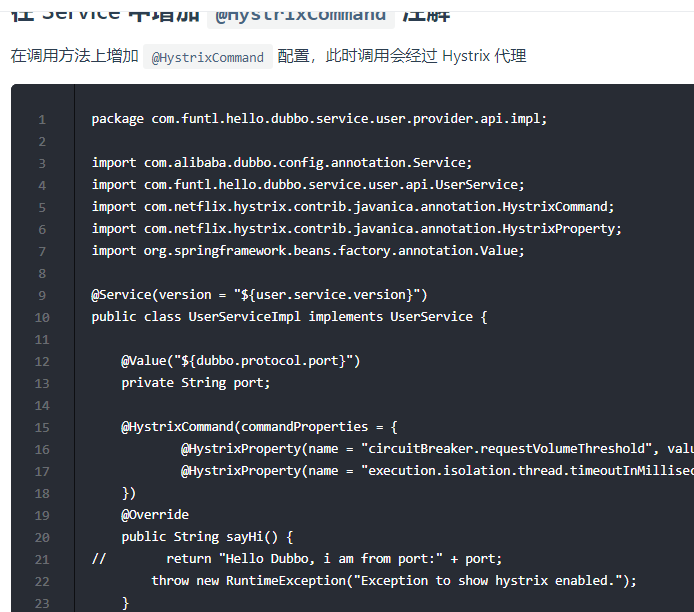 在 Service 中增加 @HystrixCommand 注解
在调用方法上增加 @HystrixCommand 配置，此时调用会经过 Hystrix 代理
1 package com.funtl.hello.dubbo.service.user.provider.api.impl;
2
3 import com.alibaba.dubbo.config.annotation.Service;
4 import com.funtl.hello.dubbo.service.user.api.UserService;
5 import com.netflix.hystrix.contrib.javanica.annotation.HystrixCommand;
6 import com.netflix.hystrix.contrib.javanica.annotation.HystrixProperty;
7 import org.springframework.beans.factory.annotation.Value;
8
9 @Service(version = "${user.service.version}")
10 public class UserServiceImpl implements UserService {
11
12 @Value("${dubbo.protocol.port}")
13 private String port;
14
15 @HystrixCommand(commandProperties = {
16 @HystrixProperty(name = "circuitBreaker.requestVolumeThreshold", valu
17 @HystrixProperty(name = "execution.isolation.thread.timeoutInMillisec
18 })
19 @Override
20 public String sayHi() {
21 // return "Hello Dubbo, i am from port:" + port;
22 throw new RuntimeException("Exception to show hystrix enabled.");
23 }